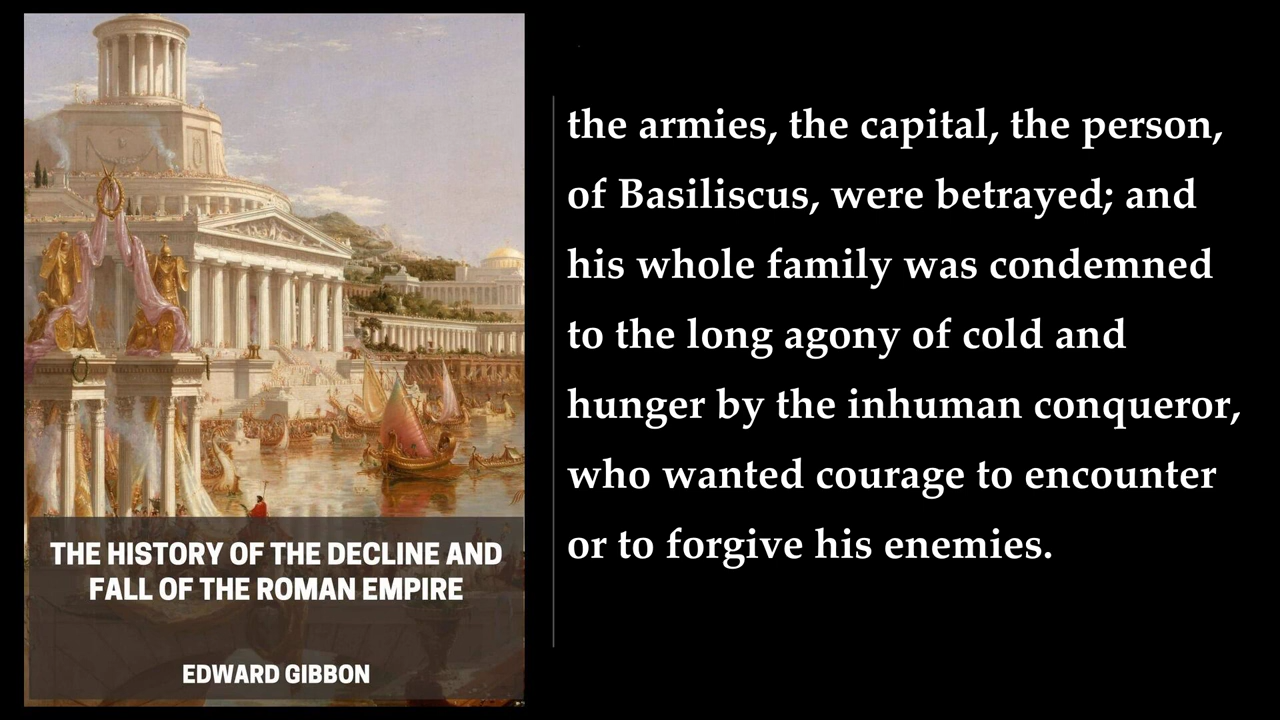 THE HISTORY OF THE DECLINE AND
FALL OF THE ROMAN EMPIRE
EDWARD GIBBON
the armies, the capital, the person,
of Basiliscus, were betrayed; and
his whole family was condemned
to the long agony of cold and
hunger by the inhuman conqueror,
who wanted courage to encounter
or to forgive his enemies.